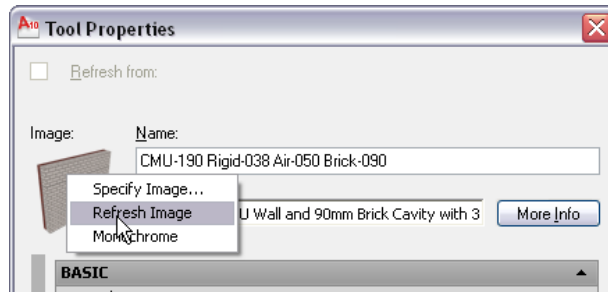 A10 Tool Properties
Refresh from:
Image: Name:
CMU-190 Rigid-038 Air-050 Brick-090
Specify Image...
Refresh Image U Wall and 90mm Brick Cavity with 3 More Info
Monochrome
BASIC